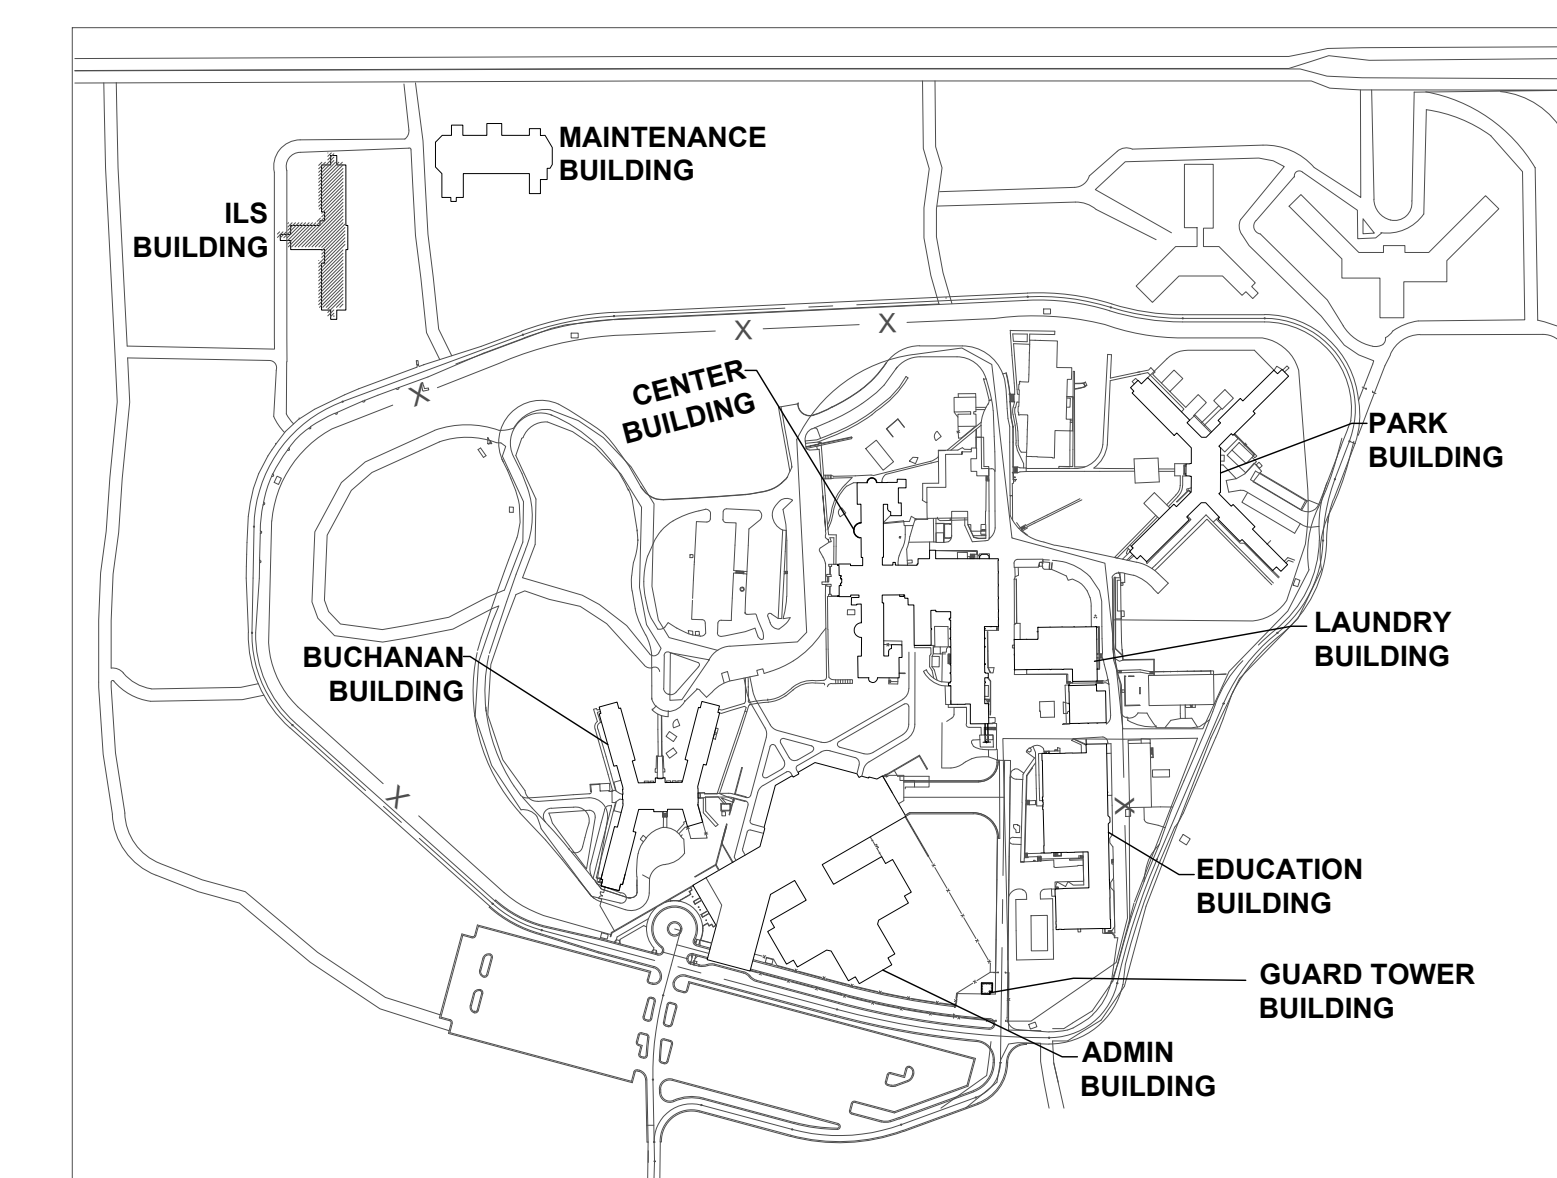 MAINTENANCE
BUILDING
ILS
BUILDING
X
X
X
CENTER
BUILDING
PARK
BUILDING
LAUNDRY
BUILDING
BUCHANAN
BUILDING
X
X
EDUCATION
BUILDING
GUARD TOWER
BUILDING
ADMIN
BUILDING